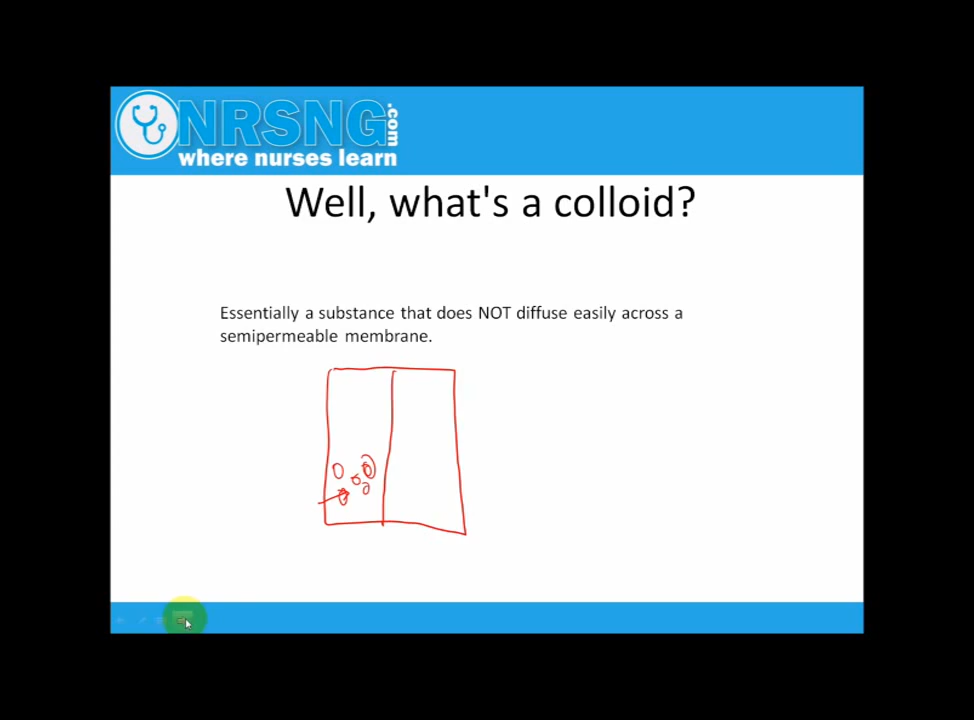 NRSNG.com
where nurses learn
Well, what's a colloid?
Essentially a substance that does NOT diffuse easily across a
semipermeable membrane.